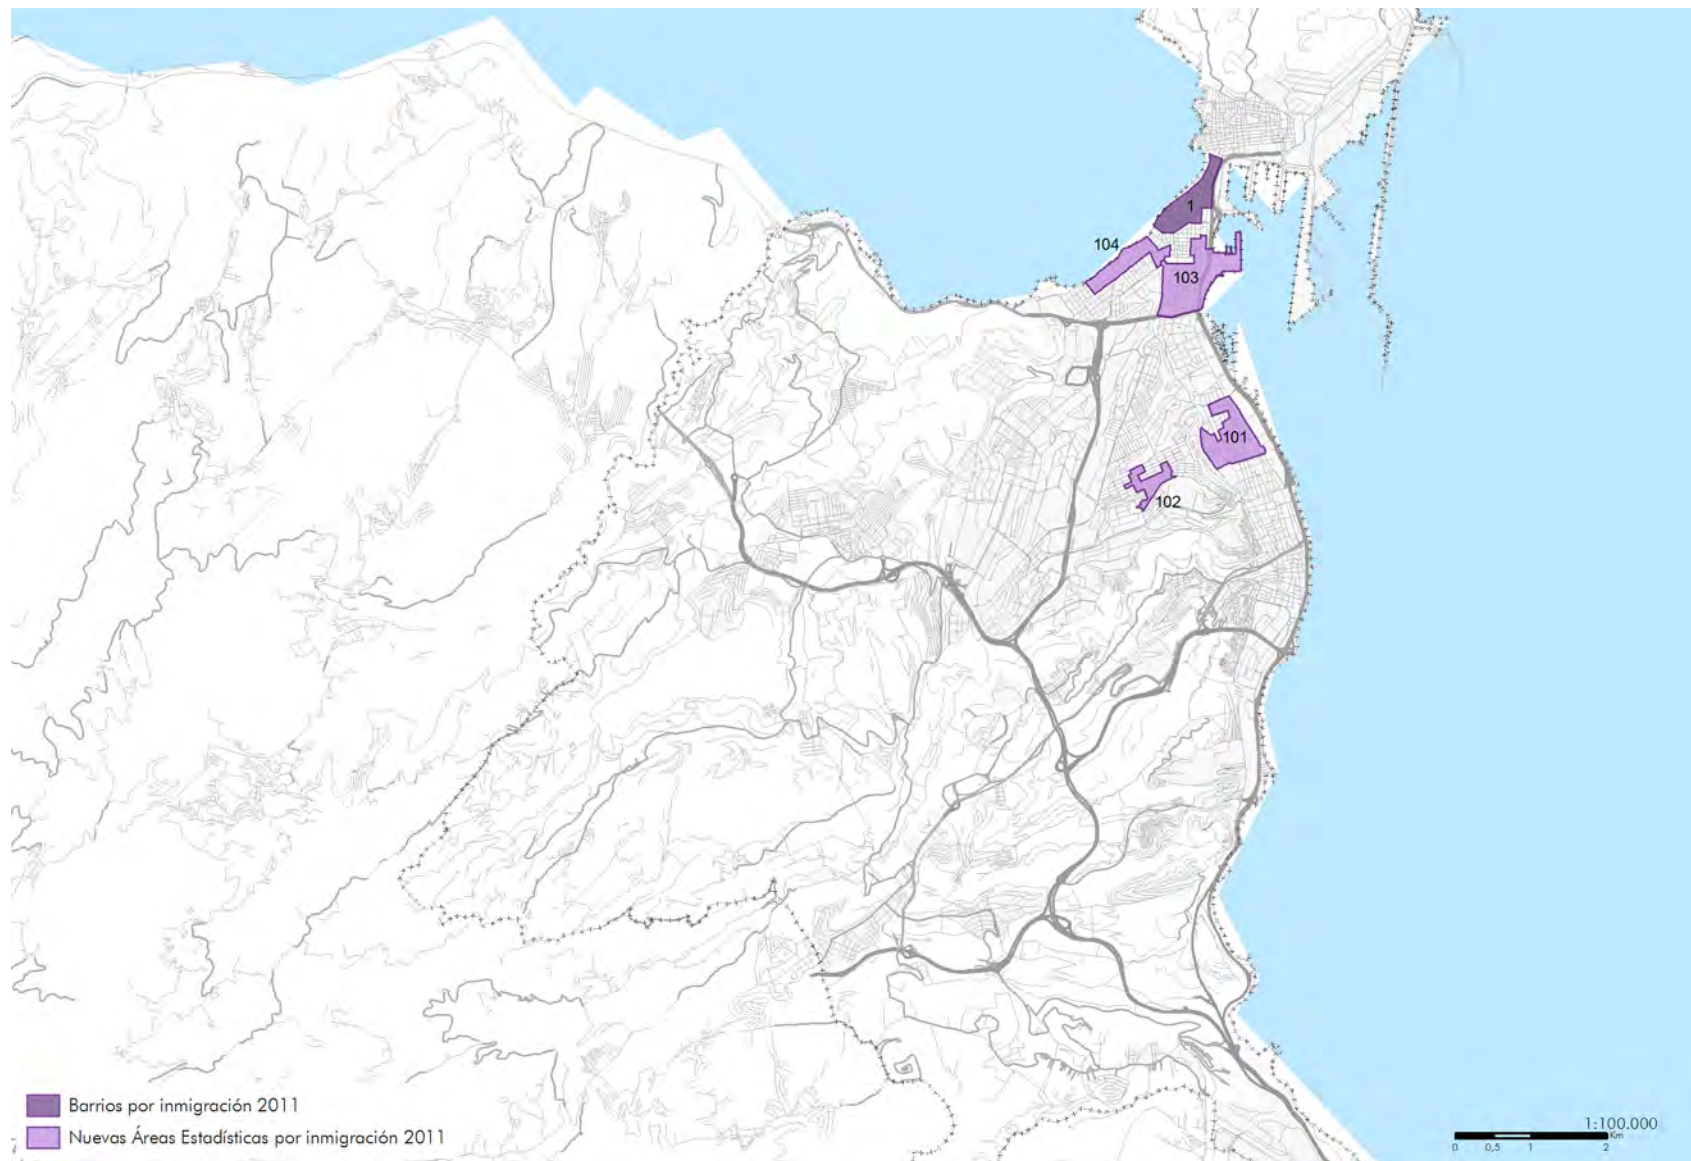 1
104
103
101
102
Barrios por inmigración 2011
Nuevas Áreas Estadísticas por inmigración 2011
1:100.000
Km
0 0,5 1 2